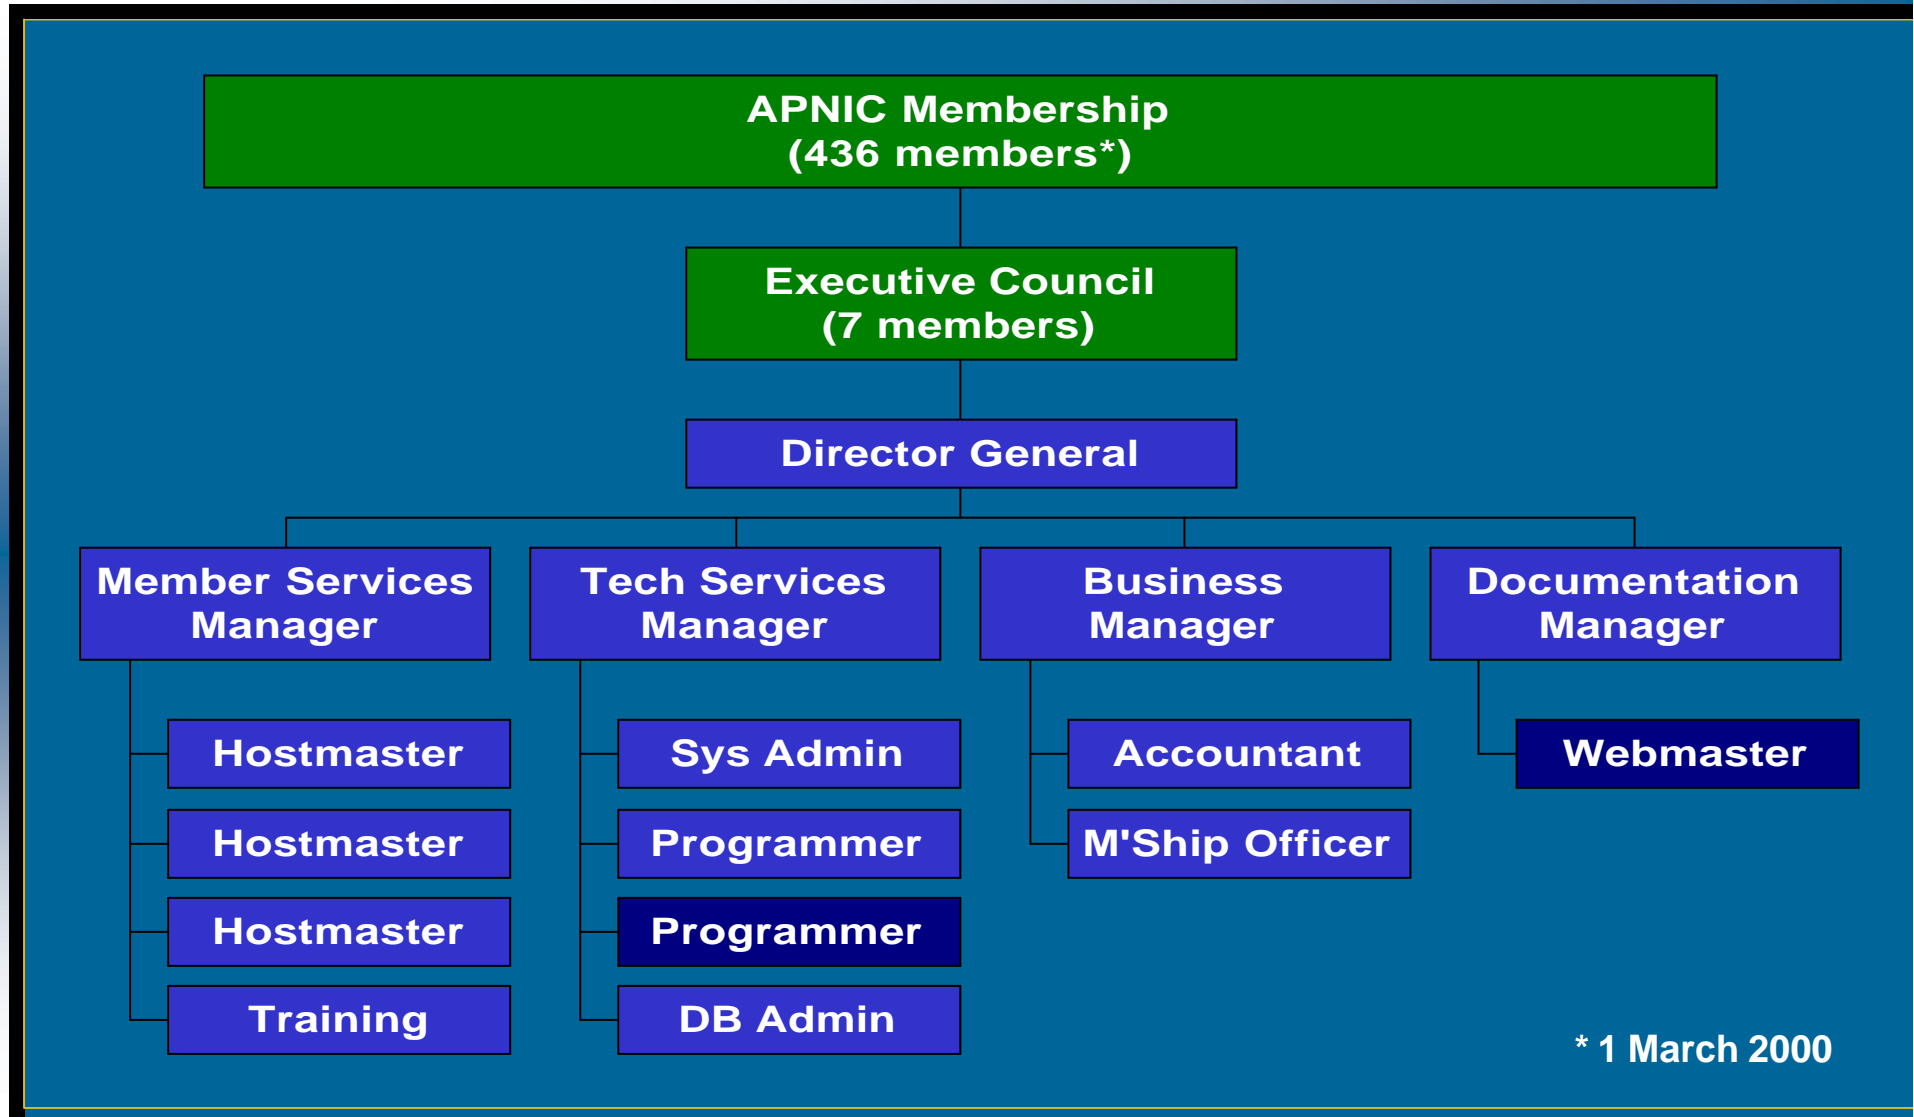 APNIC Membership
(436 members*)
Executive Council
(7 members)
Director General
Member Services
Manager
Tech Services
Manager
Business
Manager
Documentation
Manager
Hostmaster
Hostmaster
Hostmaster
Training
Sys Admin
Programmer
Programmer
DB Admin
Accountant
M'Ship Officer
Webmaster
* 1 March 2000